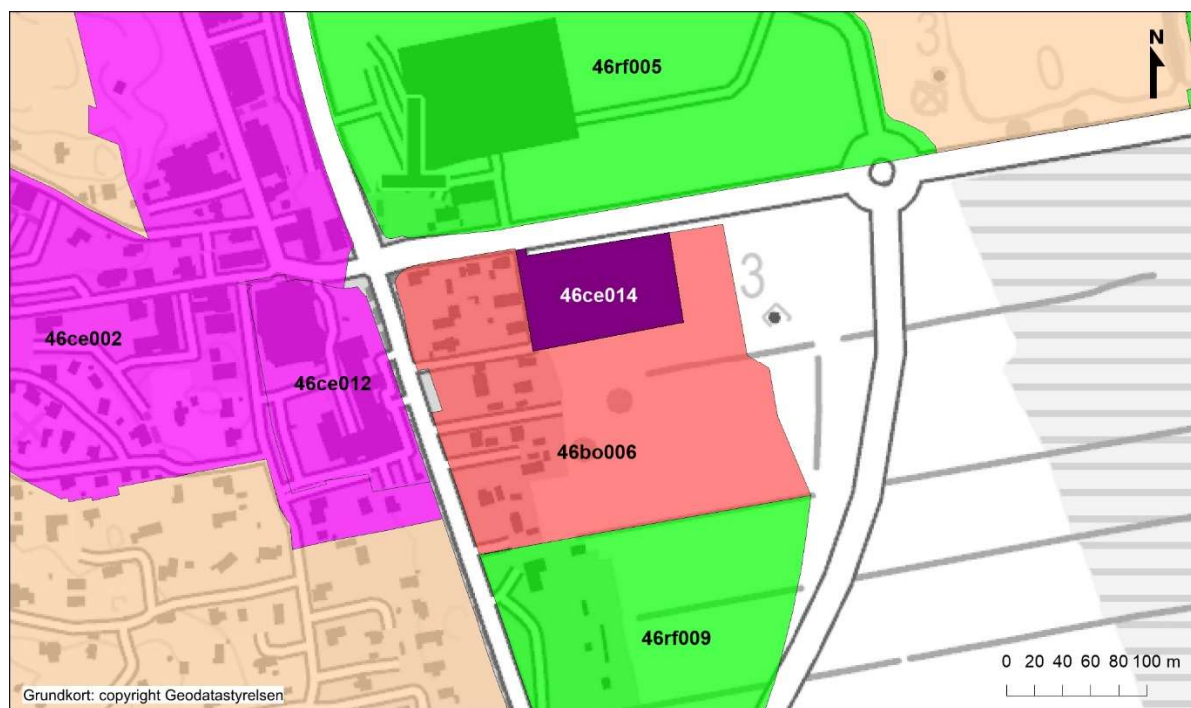 46rf005
3
0
N
46ce014
3
46ce002
46ce012
46bo006
46rf009
0 20 40 60 80 100 m
Grundkort: copyright Geodatastyrelsen